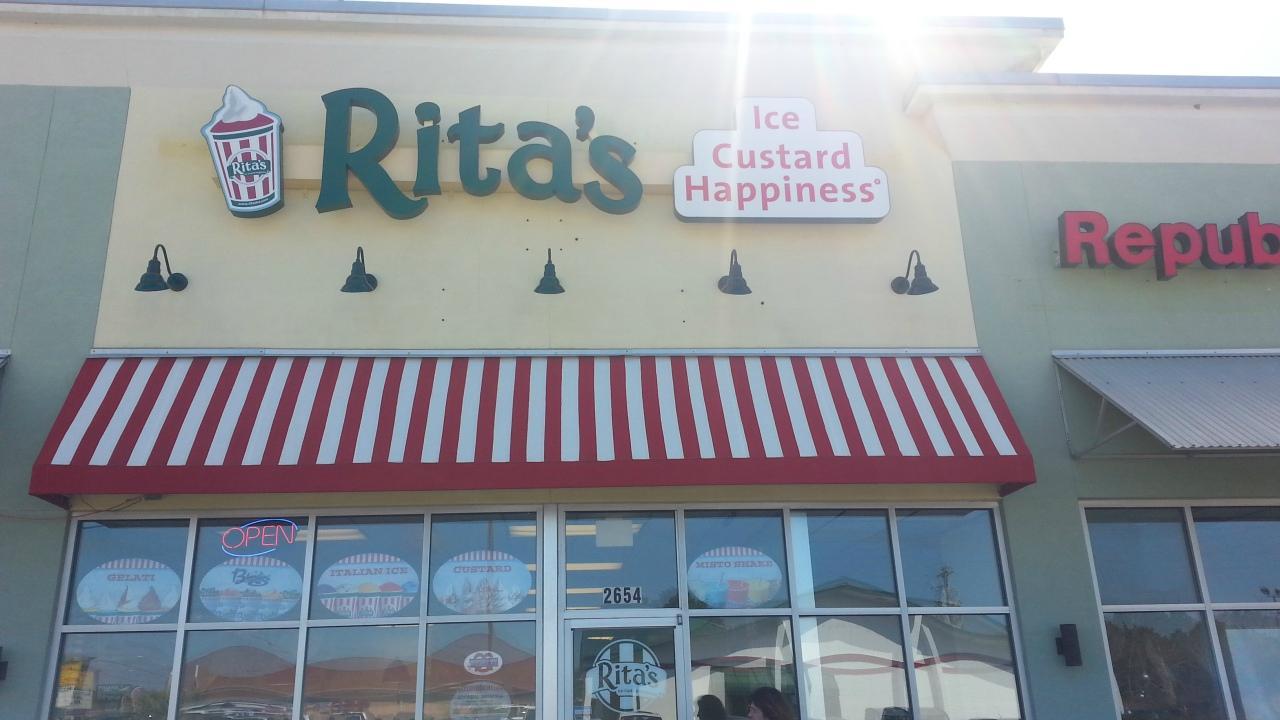 Rita's
Rita's
Ice
Custard
Happiness
Repub
OPEN
GELATI
ITALIAN ICE
CUSTARD
MISTO SHAKE
2654
Rita's